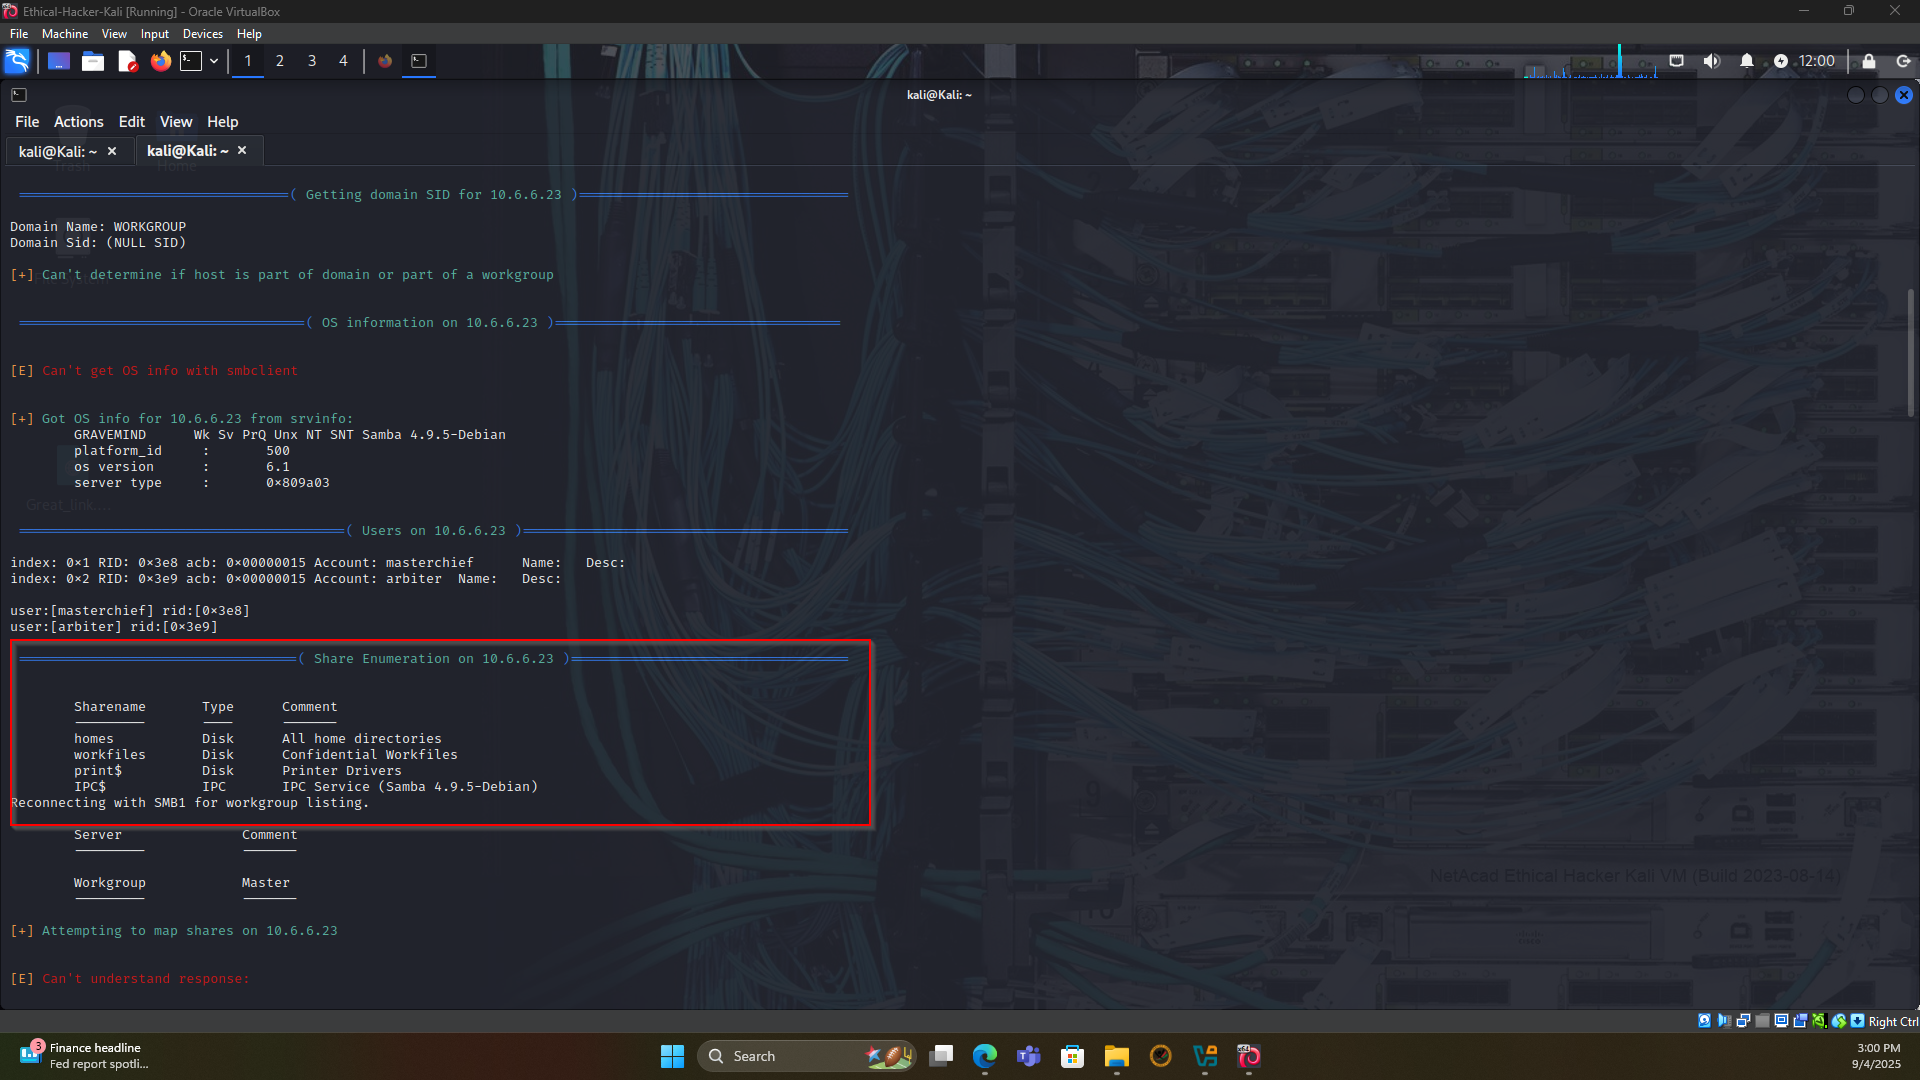 Ethical-Hacker-Kali [Running] - Oracle VirtualBox
File Machine View Input Devices Help
1 2 3 4
12:00
kali@Kali: ~
File Actions Edit View Help
kali@Kali: ~ kali@Kali: ~
( Getting domain SID for 10.6.6.23 )
Domain Name: WORKGROUP
Domain Sid: (NULL SID)
[+] Can't determine if host is part of domain or part of a workgroup
( OS information on 10.6.6.23 )
[E] Can't get OS info with smbclient
[+] Got OS info for 10.6.6.23 from srvinfo:
GRAVEMIND Wk Sv PrQ Unx NT SNT Samba 4.9.5-Debian
platform_id : 500
os version : 6.1
server type : 0×809a03
Great_link....
( Users on 10.6.6.23 )
index: 0×1 RID: 0×3e8 acb: 0×00000015 Account: masterchief Name: Desc:
index: 0×2 RID: 0×3e9 acb: 0×00000015 Account: arbiter Name: Desc:
user:[masterchief] rid:[0×3e8]
user:[arbiter] rid:[0×3e9]
( Share Enumeration on 10.6.6.23 )
Sharename Type Comment
homes Disk All home directories
workfiles Disk Confidential Workfiles
print$ Disk Printer Drivers
IPC$ IPC IPC Service (Samba 4.9.5-Debian)
Reconnecting with SMB1 for workgroup listing.
Server Comment
Workgroup Master
NetAcad Ethical Hacker Kali VM (Build 2023-08-14)
[+] Attempting to map shares on 10.6.6.23
[E] Can't understand response:
Right Ctrl
3
Finance headline
Fed report spotli...
Search
3:00 PM
9/4/2025